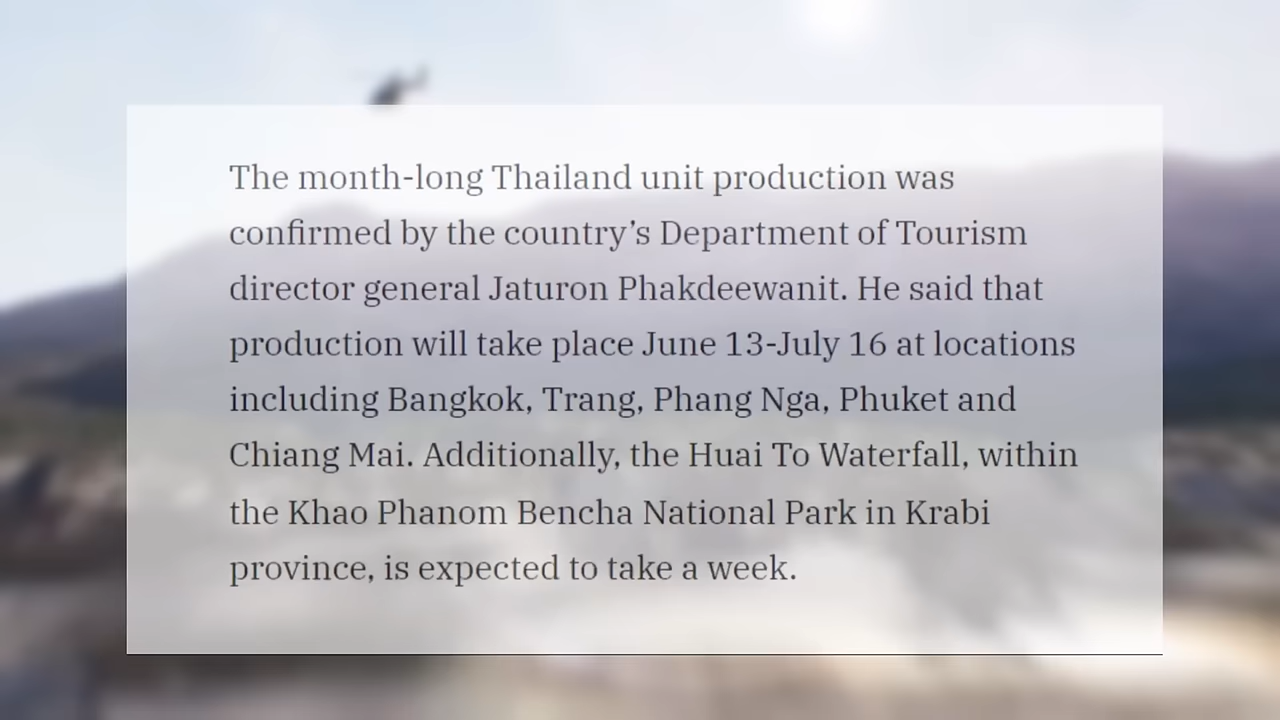 The month-long Thailand unit production was
confirmed by the country’s Department of Tourism
director general Jaturon Phakdeewanit. He said that
production will take place June 13-July 16 at locations
including Bangkok, Trang, Phang Nga, Phuket and
Chiang Mai. Additionally, the Huai To Waterfall, within
the Khao Phanom Bencha National Park in Krabi
province, is expected to take a week.